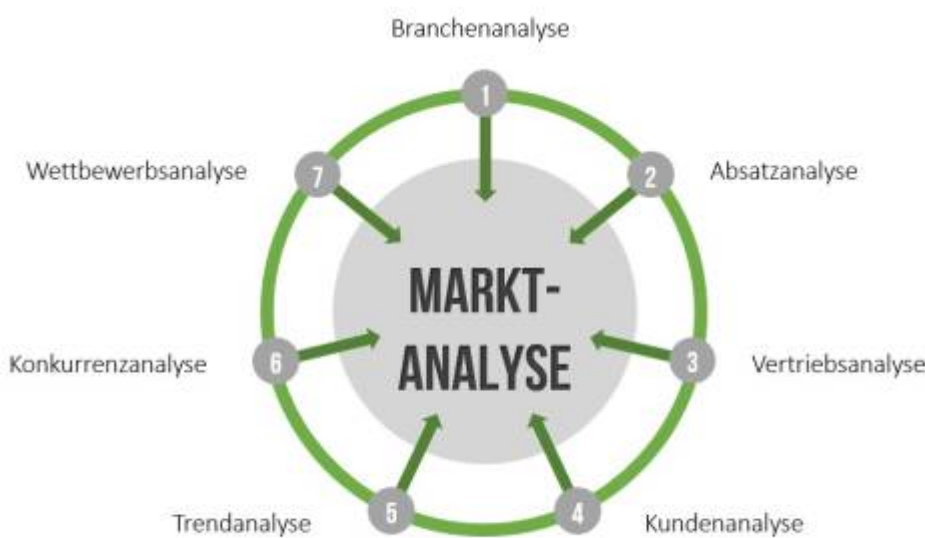 Branchenanalyse
1
Wettbewerbsanalyse
7
2
Absatzanalyse
MARKT-
ANALYSE
Konkurrenzanalyse
6
3
Vertriebsanalyse
Trendanalyse
5
4
Kundenanalyse